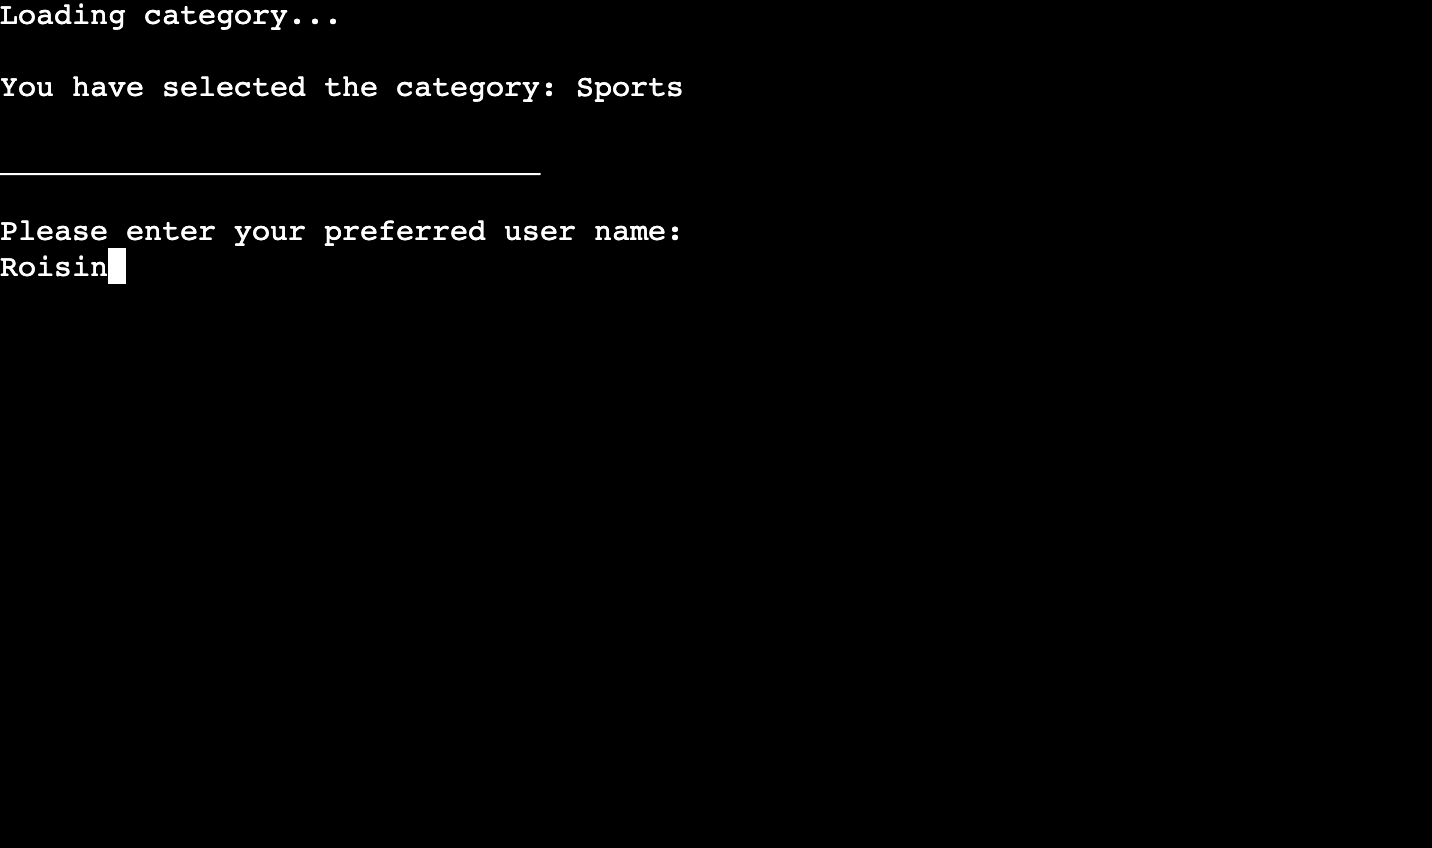 Loading category...
You have selected the category: Sports
______________________________
Please enter your preferred user name:
Roisin